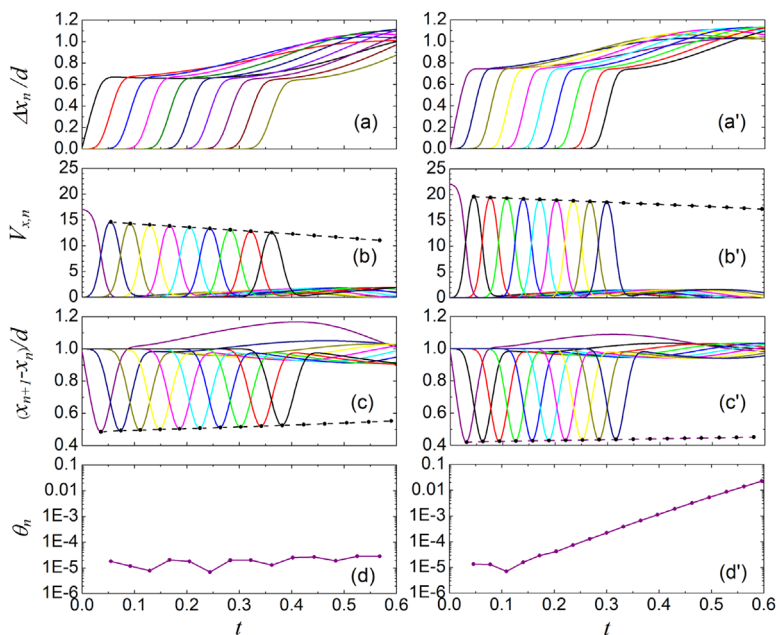 Δx_n/d
1.2
1.0
0.8
0.6
0.4
0.2
0.0
(a)
1.2
1.0
0.8
0.6
0.4
0.2
0.0
(a')
V_x,n
25
20
15
10
5
0
(b)
25
20
15
10
5
0
(b')
(x_n+1-x_n)/d
1.2
1.0
0.8
0.6
0.4
(c)
1.2
1.0
0.8
0.6
0.4
(c')
θ_n
0.1
0.01
1E-3
1E-4
1E-5
1E-6
(d)
0.1
0.01
1E-3
1E-4
1E-5
1E-6
(d')
0.0 0.1 0.2 0.3 0.4 0.5 0.6
0.0 0.1 0.2 0.3 0.4 0.5 0.6
t
t